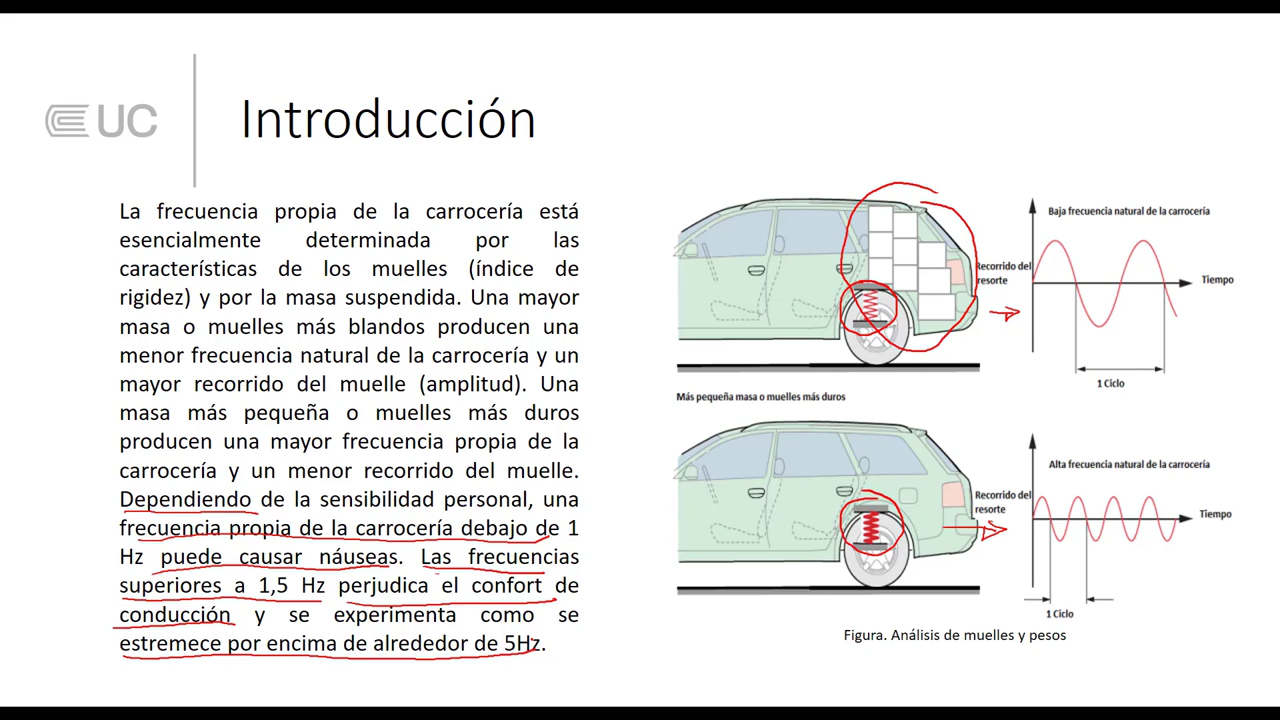 UC
Introducción
La frecuencia propia de la carrocería está
esencialmente determinada por las
características de los muelles (índice de
rigidez) y por la masa suspendida. Una mayor
masa o muelles más blandos producen una
menor frecuencia natural de la carrocería y un
mayor recorrido del muelle (amplitud). Una
masa más pequeña o muelles más duros
producen una mayor frecuencia propia de la
carrocería y un menor recorrido del muelle.
Dependiendo de la sensibilidad personal, una
frecuencia propia de la carrocería debajo de 1
Hz puede causar náuseas. Las frecuencias
superiores a 1,5 Hz perjudica el confort de
conducción y se experimenta como se
estremece por encima de alrededor de 5Hz.
Baja frecuencia natural de la carrocería
Recorrido del
resorte
Tiempo
1 Ciclo
Más pequeña masa o muelles más duros
Alta frecuencia natural de la carrocería
Recorrido del
resorte
Tiempo
1 Ciclo
Figura. Análisis de muelles y pesos